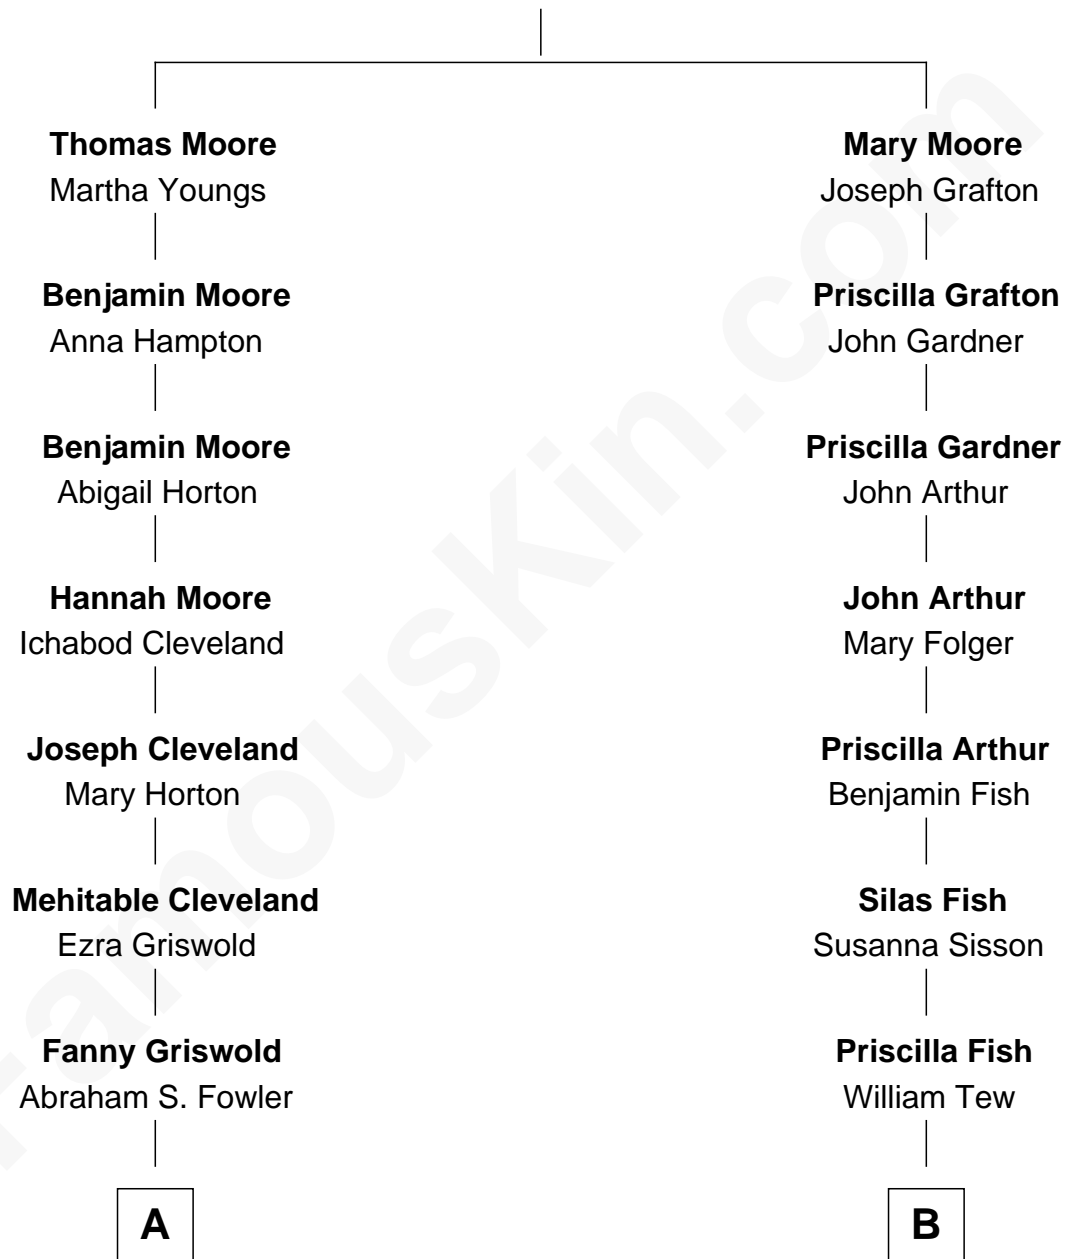 Thomas Moore
Martha Youngs
Benjamin Moore
Anna Hampton
Benjamin Moore
Abigail Horton
Hannah Moore
Ichabod Cleveland
Joseph Cleveland
Mary Horton
Mehitable Cleveland
Ezra Griswold
Fanny Griswold
Abraham S. Fowler
A
Mary Moore
Joseph Grafton
Priscilla Grafton
John Gardner
Priscilla Gardner
John Arthur
John Arthur
Mary Folger
Priscilla Arthur
Benjamin Fish
Silas Fish
Susanna Sisson
Priscilla Fish
William Tew
B
FamousKin.com